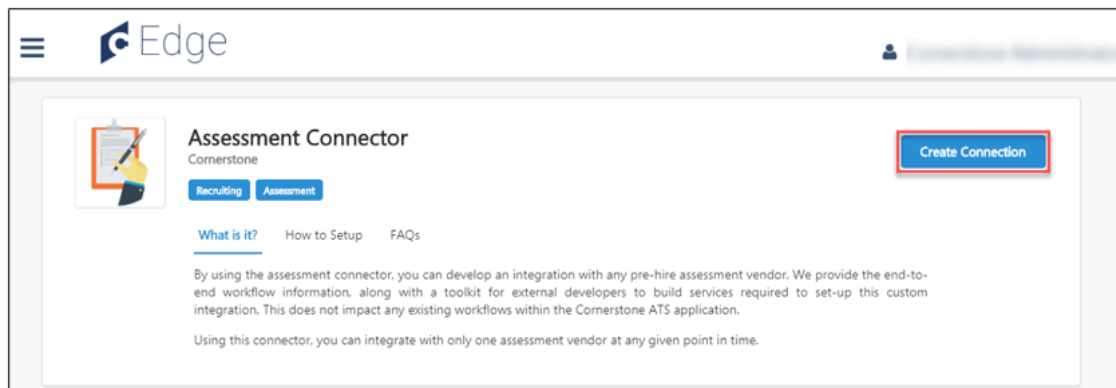 Edge
Assessment Connector
Cornerstone
Create Connection
Recruiting Assessment
What is it? How to Setup FAQs
By using the assessment connector, you can develop an integration with any pre-hire assessment vendor. We provide the end-to-
end workflow information, along with a toolkit for external developers to build services required to set-up this custom
integration. This does not impact any existing workflows within the Cornerstone ATS application.
Using this connector, you can integrate with only one assessment vendor at any given point in time.